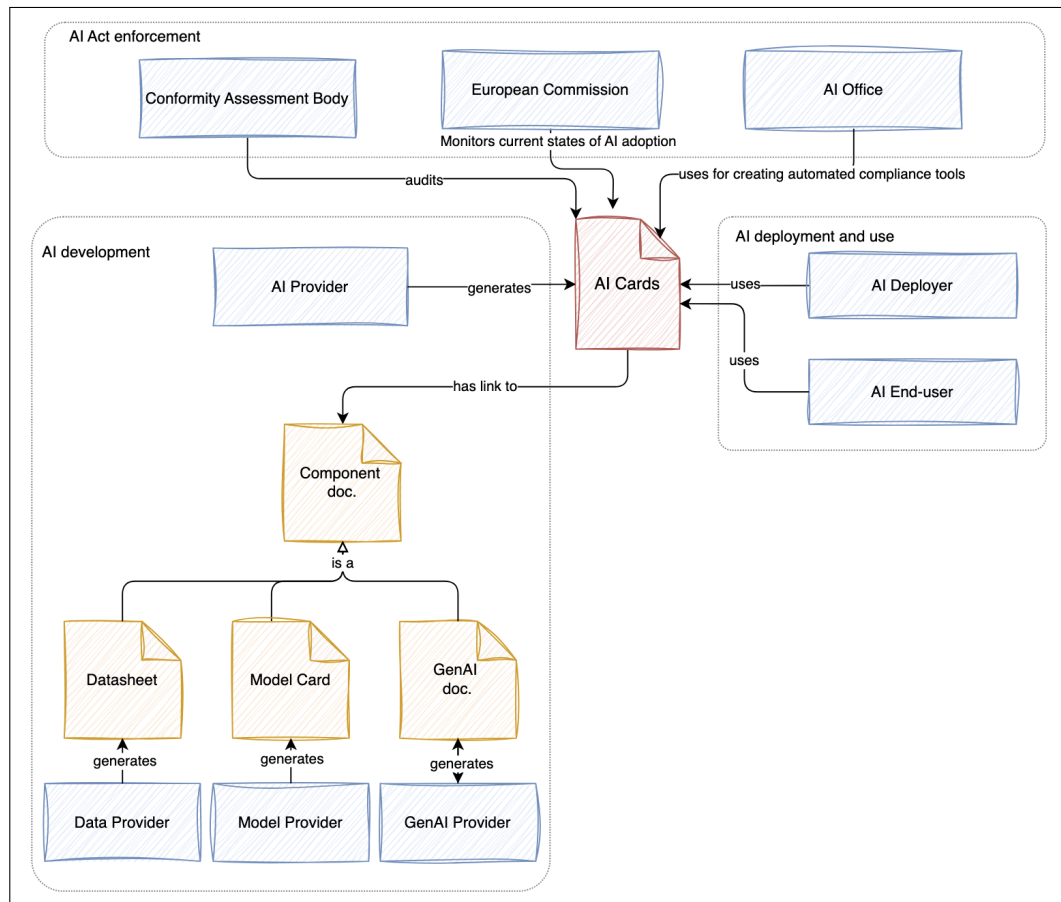 AI Act enforcement
Conformity Assessment Body
European Commission
AI Office
Monitors current states of AI adoption
audits
uses for creating automated compliance tools
AI development
AI deployment and use
AI Provider
generates
AI Cards
uses
AI Deployer
uses
AI End-user
has link to
Component
doc.
is a
Datasheet
Model Card
GenAI
doc.
generates
generates
generates
Data Provider
Model Provider
GenAI Provider